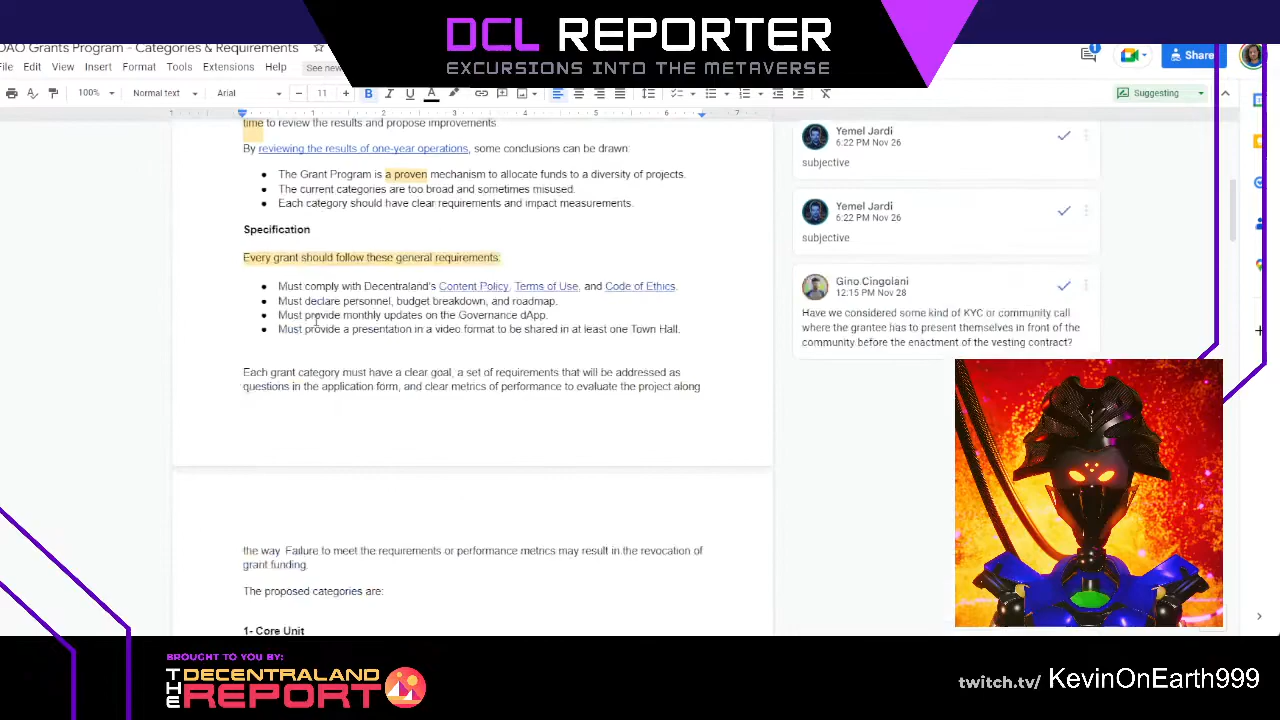 DCL REPORTER
EXCURSIONS INTO THE METAVERSE
DAO Grants Program - Categories & Requirements
File Edit View Insert Format Tools Extensions Help See new
Share
100% Normal text Arial 11 Suggesting
time to review the results and propose improvements
By reviewing the results of one-year operations, some conclusions can be drawn:
The Grant Program is a proven mechanism to allocate funds to a diversity of projects.
The current categories are too broad and sometimes misused.
Each category should have clear requirements and impact measurements.
Specification
Every grant should follow these general requirements:
Must comply with Decentraland's Content Policy, Terms of Use, and Code of Ethics.
Must declare personnel, budget breakdown, and roadmap.
Must provide monthly updates on the Governance dApp.
Must provide a presentation in a video format to be shared in at least one Town Hall.
Each grant category must have a clear goal, a set of requirements that will be addressed as
questions in the application form, and clear metrics of performance to evaluate the project along
the way. Failure to meet the requirements or performance metrics may result in the revocation of
grant funding.
The proposed categories are:
1- Core Unit
Yemel Jardi
6:22 PM Nov 26
subjective
Yemel Jardi
6:22 PM Nov 26
subjective
Gino Cingolani
12:15 PM Nov 28
Have we considered some kind of KYC or community call
where the grantee has to present themselves in front of the
community before the enactment of the vesting contract?
BROUGHT TO YOU BY:
THE DECENTRALAND
REPORT
twitch.tv/ KevinOnEarth999